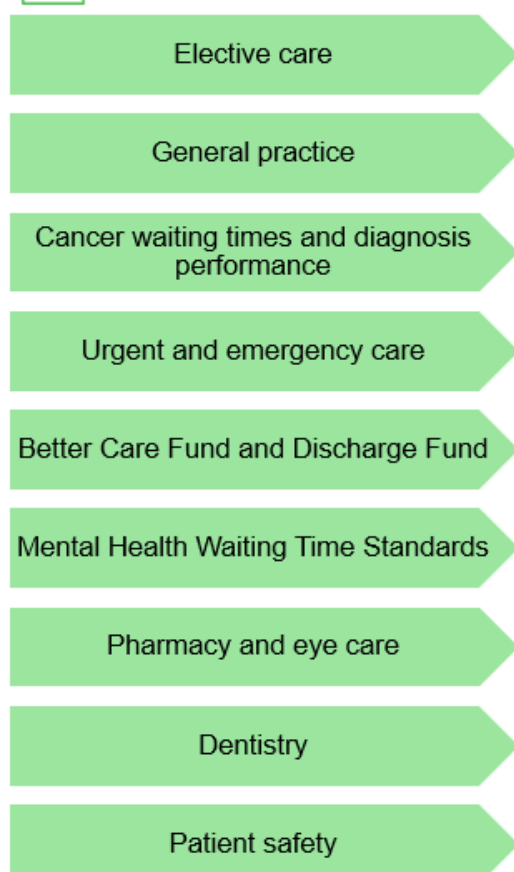 Elective care
General practice
Cancer waiting times and diagnosis
performance
Urgent and emergency care
Better Care Fund and Discharge Fund
Mental Health Waiting Time Standards
Pharmacy and eye care
Dentistry
Patient safety